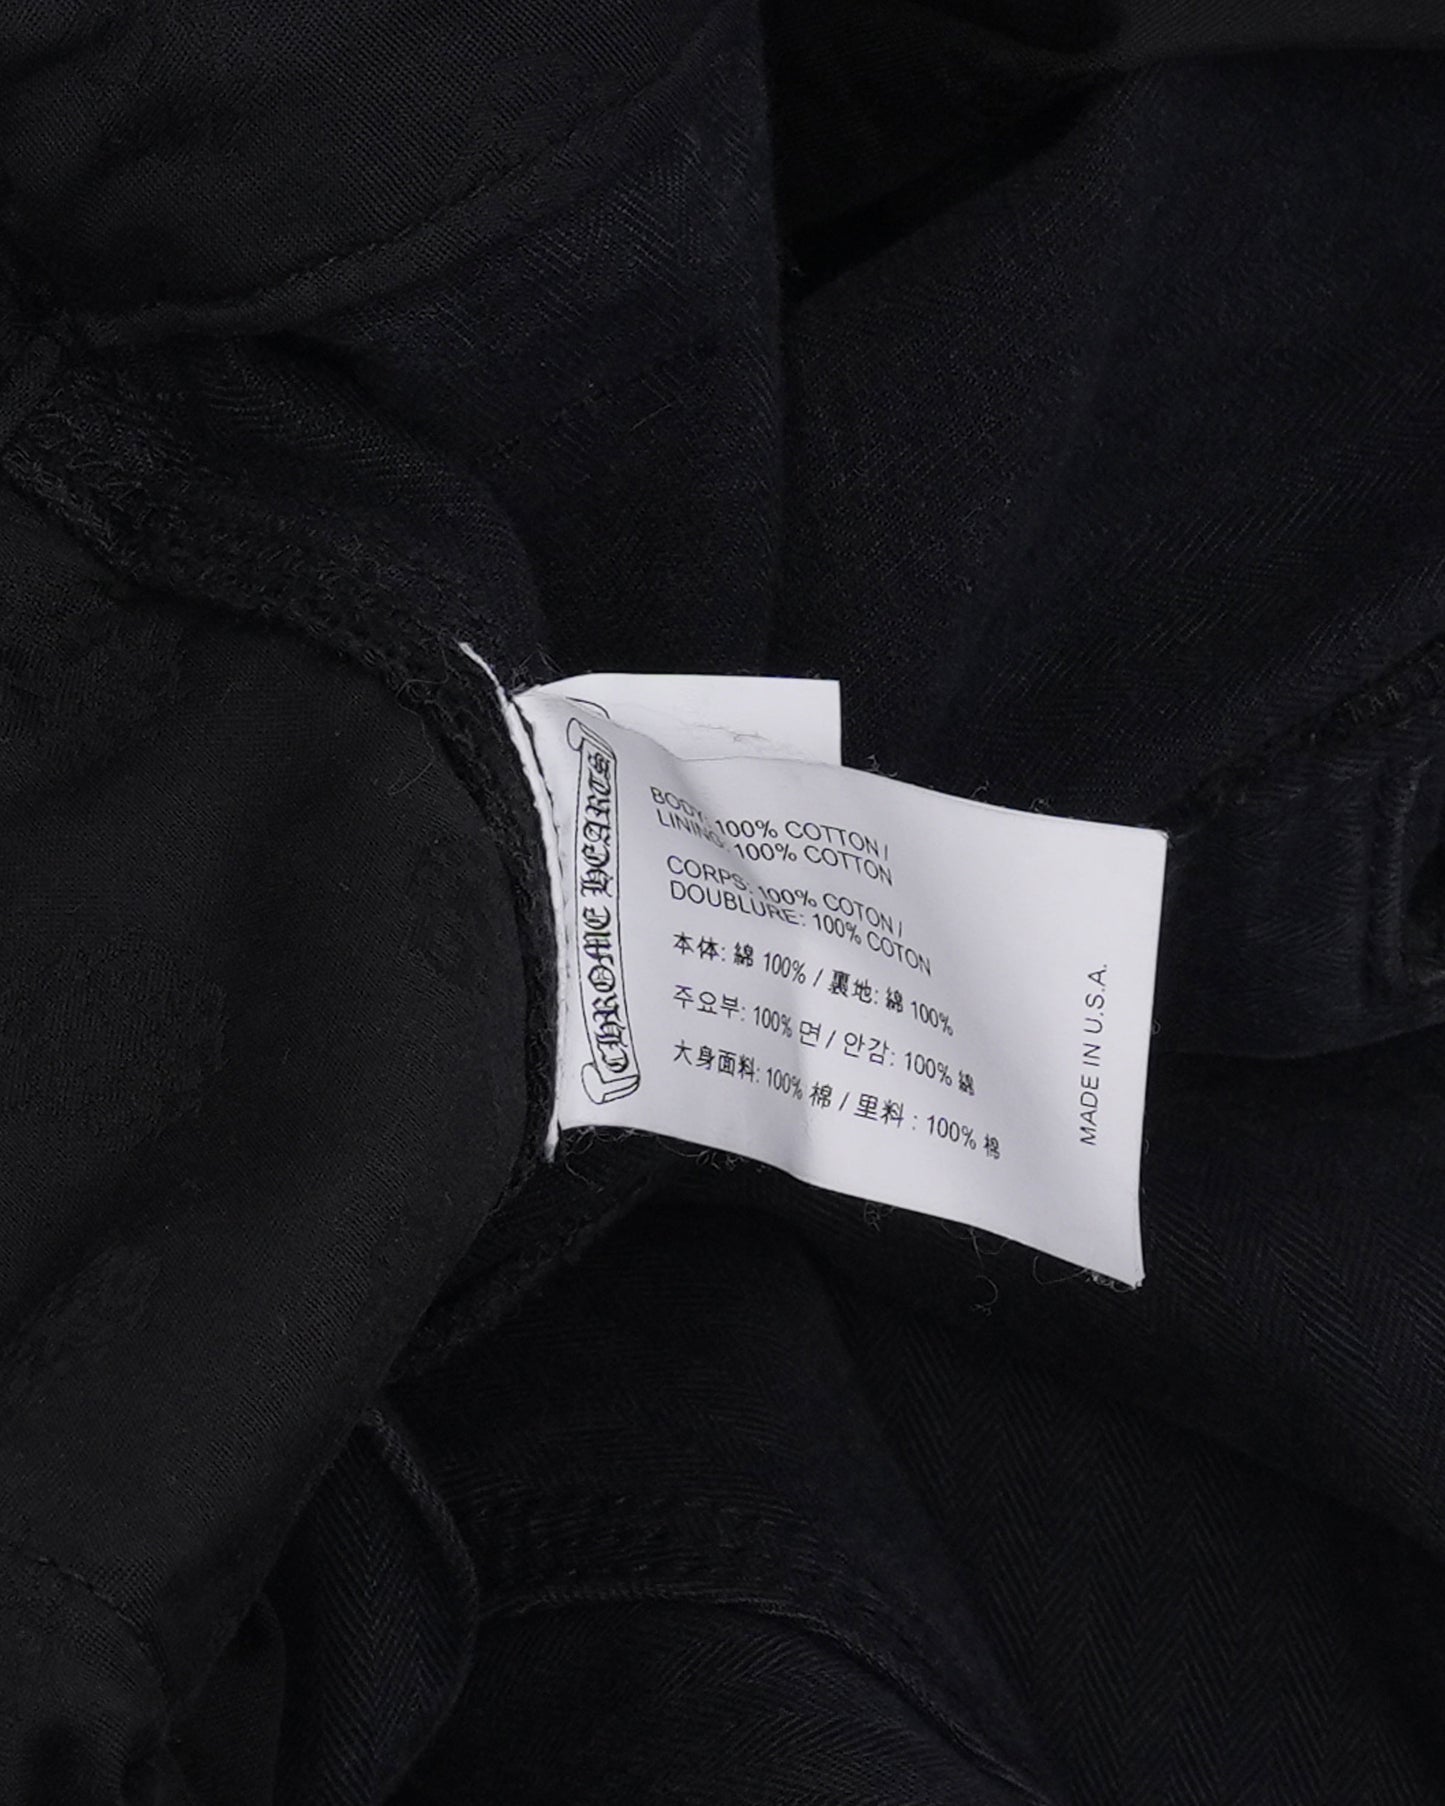 CHROME HEARTS
BODY: 100% COTTON /
LINING: 100% COTTON
CORPS: 100% COTON /
DOUBLURE: 100% COTON
本体: 綿 100% / 裏地: 綿 100%
주요부: 100% 면 / 안감: 100% 綿
大身面料: 100% 棉 / 里料 : 100% 棉
MADE IN U.S.A.